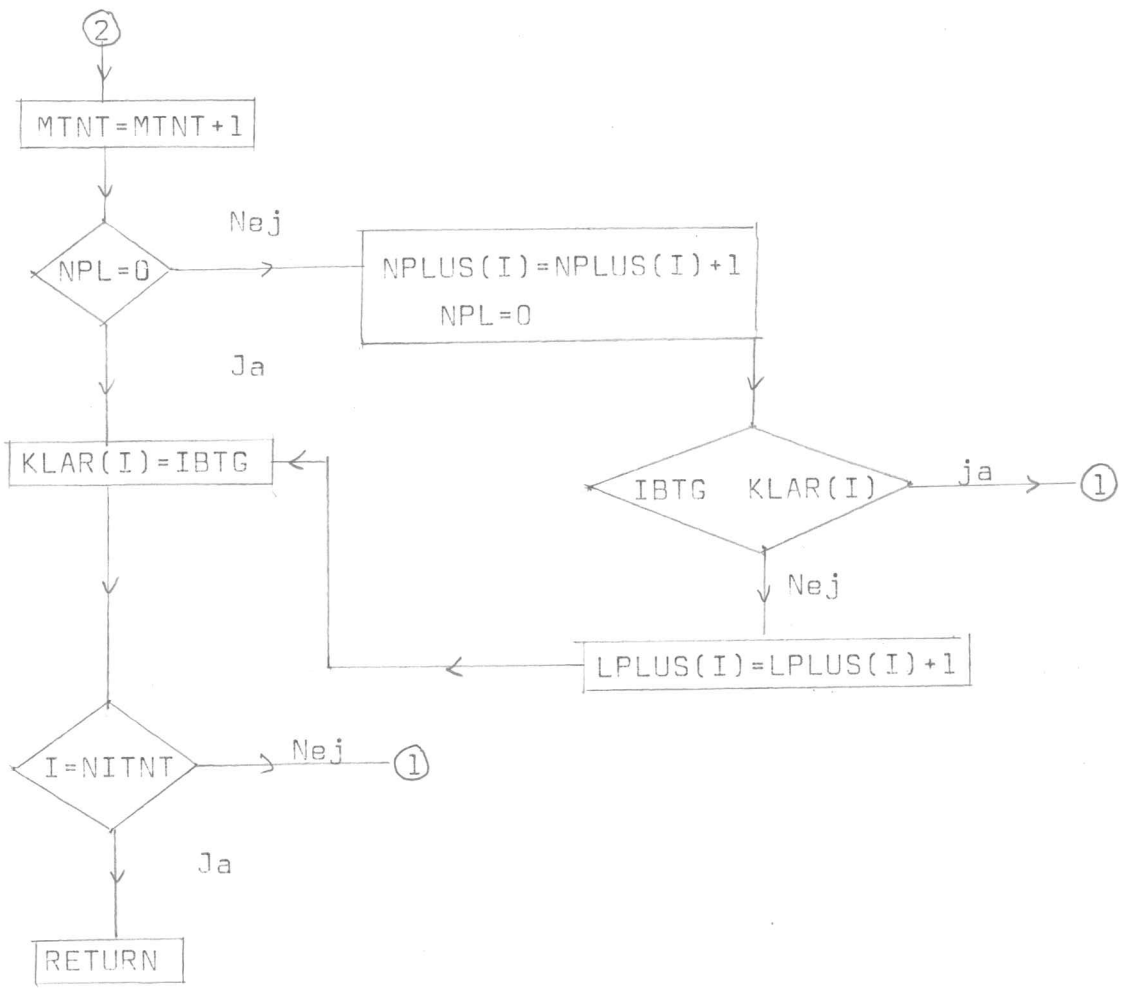 2
MTNT=MTNT+1
NPL=0
Nej
NPLUS(I)=NPLUS(I)+1
NPL=0
Ja
KLAR(I)=IBTG
IBTG KLAR(I)
ja
1
Nej
LPLUS(I)=LPLUS(I)+1
I=NITNT
Nej
1
Ja
RETURN